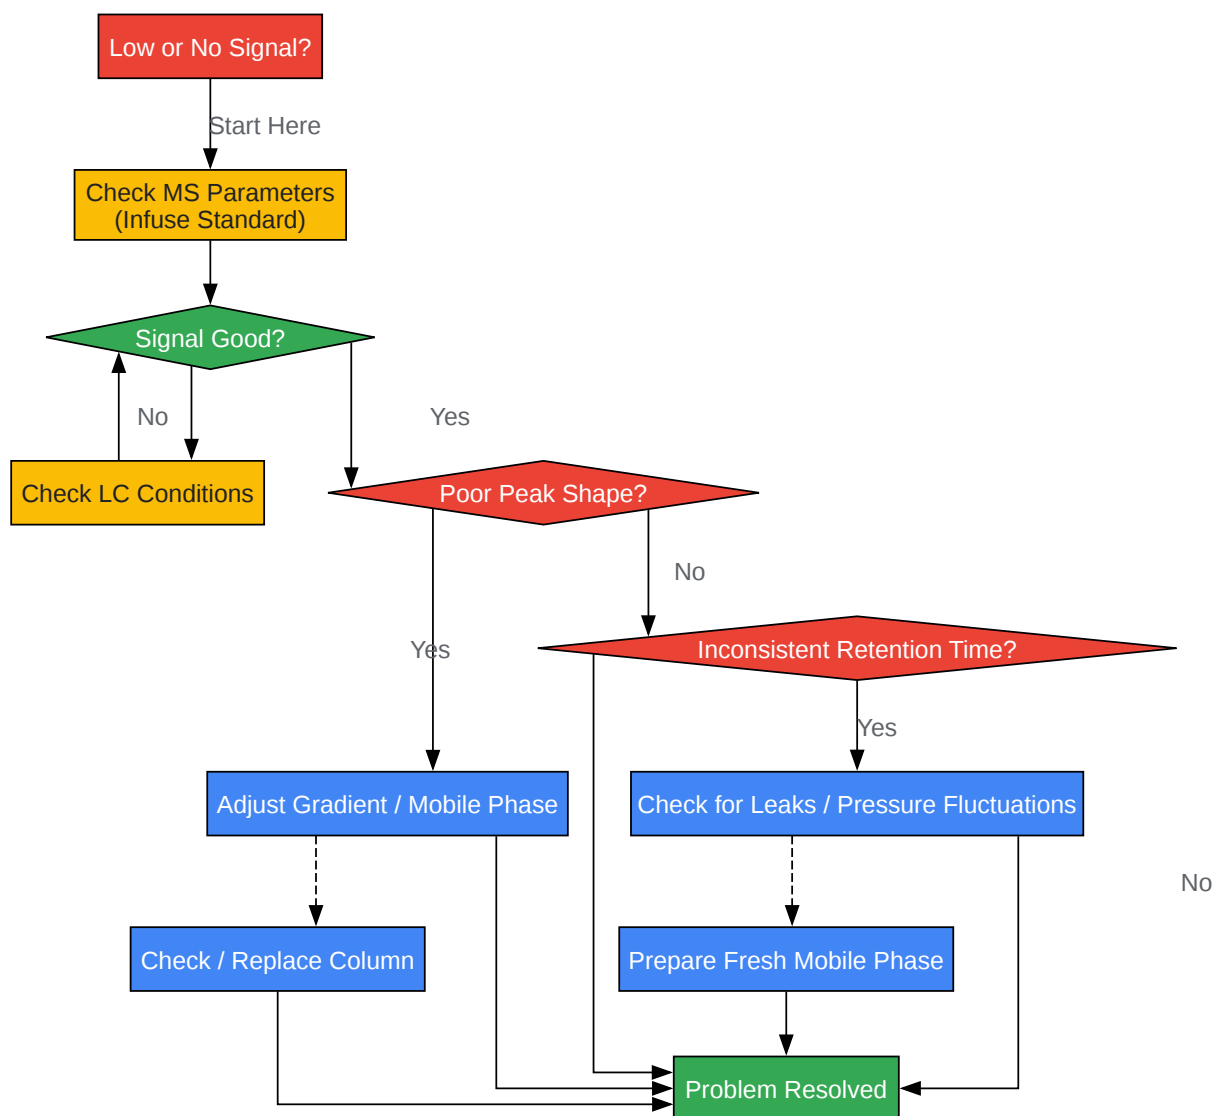 Low or No Signal?
Start Here
Check MS Parameters
(Infuse Standard)
Signal Good?
No
Yes
Check LC Conditions
Poor Peak Shape?
No
Yes
Inconsistent Retention Time?
Yes
Adjust Gradient / Mobile Phase
Check for Leaks / Pressure Fluctuations
No
Check / Replace Column
Prepare Fresh Mobile Phase
Problem Resolved